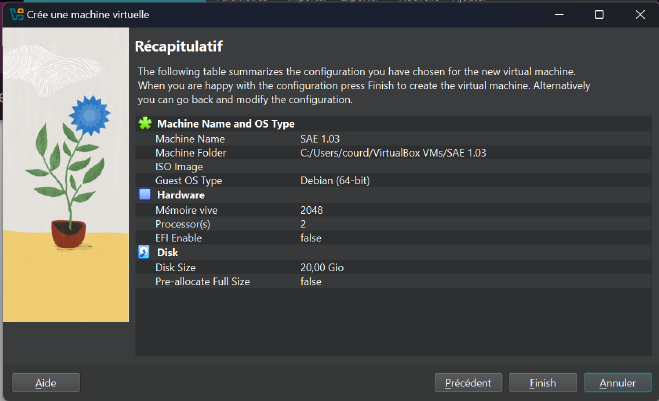 Crée une machine virtuelle
Récapitulatif
The following table summarizes the configuration you have chosen for the new virtual machine.
When you are happy with the configuration press Finish to create the virtual machine. Alternatively
you can go back and modify the configuration.
Machine Name and OS Type
Machine Name SAE 1.03
Machine Folder C:/Users/courd/VirtualBox VMs/SAE 1.03
ISO Image
Guest OS Type Debian (64-bit)
Hardware
Mémoire vive 2048
Processor(s) 2
EFI Enable false
Disk
Disk Size 20,00 Gio
Pre-allocate Full Size false
Aide Précédent Finish Annuler